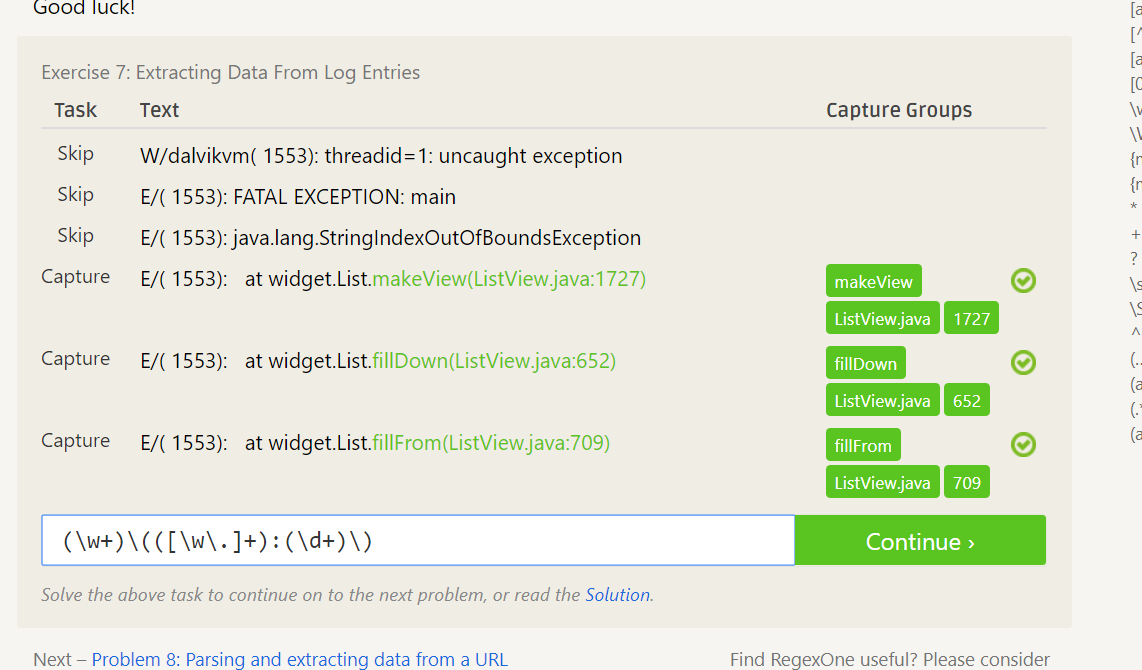 Good luck!
Exercise 7: Extracting Data From Log Entries
Task Text Capture Groups
Skip W/dalvikvm( 1553): threadid=1: uncaught exception
Skip E/( 1553): FATAL EXCEPTION: main
Skip E/( 1553): java.lang.StringIndexOutOfBoundsException
Capture E/( 1553):   at widget.List.makeView(ListView.java:1727) makeView
ListView.java 1727
Capture E/( 1553):   at widget.List.fillDown(ListView.java:652) fillDown
ListView.java 652
Capture E/( 1553):   at widget.List.fillFrom(ListView.java:709) fillFrom
ListView.java 709
(\w+)\(([\w\.]+):(\d+)\) Continue ›
Solve the above task to continue on to the next problem, or read the Solution.
Next – Problem 8: Parsing and extracting data from a URL
Find RegexOne useful? Please consider